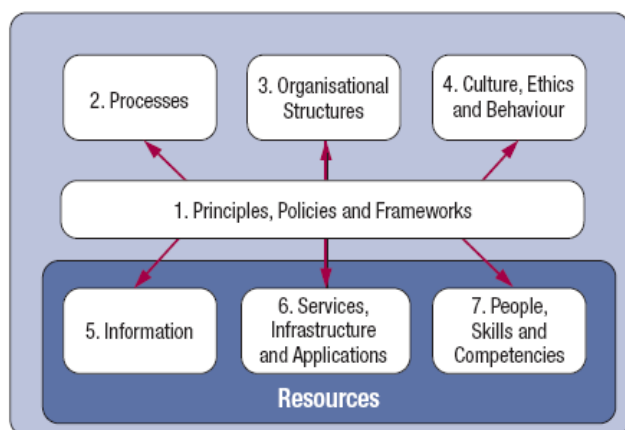 2. Processes
3. Organisational
Structures
4. Culture, Ethics
and Behaviour
1. Principles, Policies and Frameworks
5. Information
6. Services,
Infrastructure
and Applications
7. People,
Skills and
Competencies
Resources